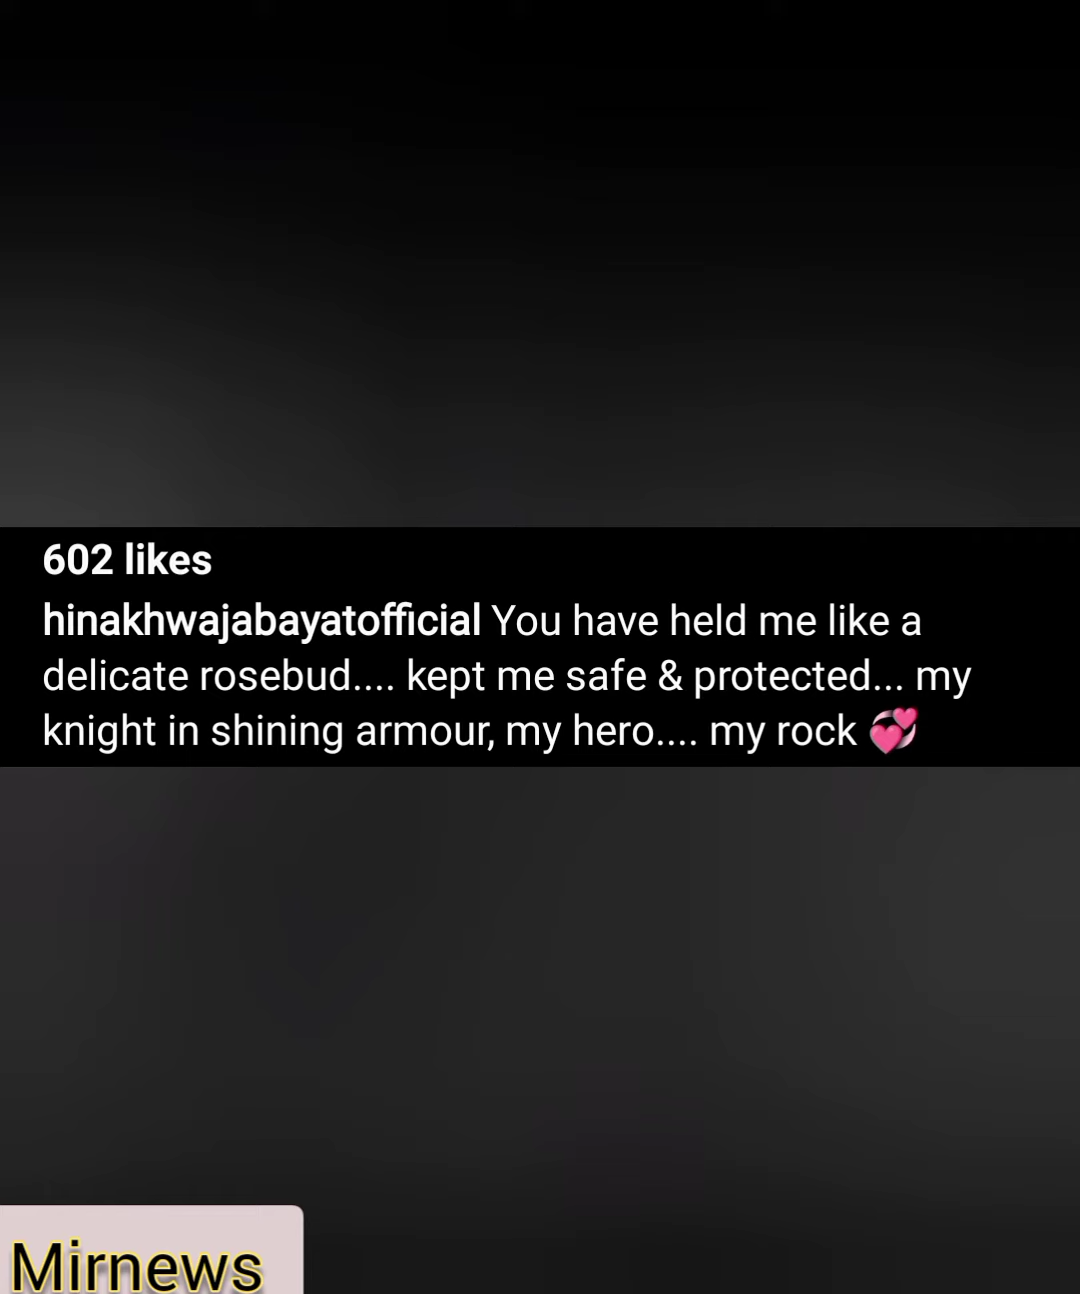 602 likes
hinakhwajabayatofficial You have held me like a
delicate rosebud.... kept me safe & protected... my
knight in shining armour, my hero.... my rock 💞
Mirnews